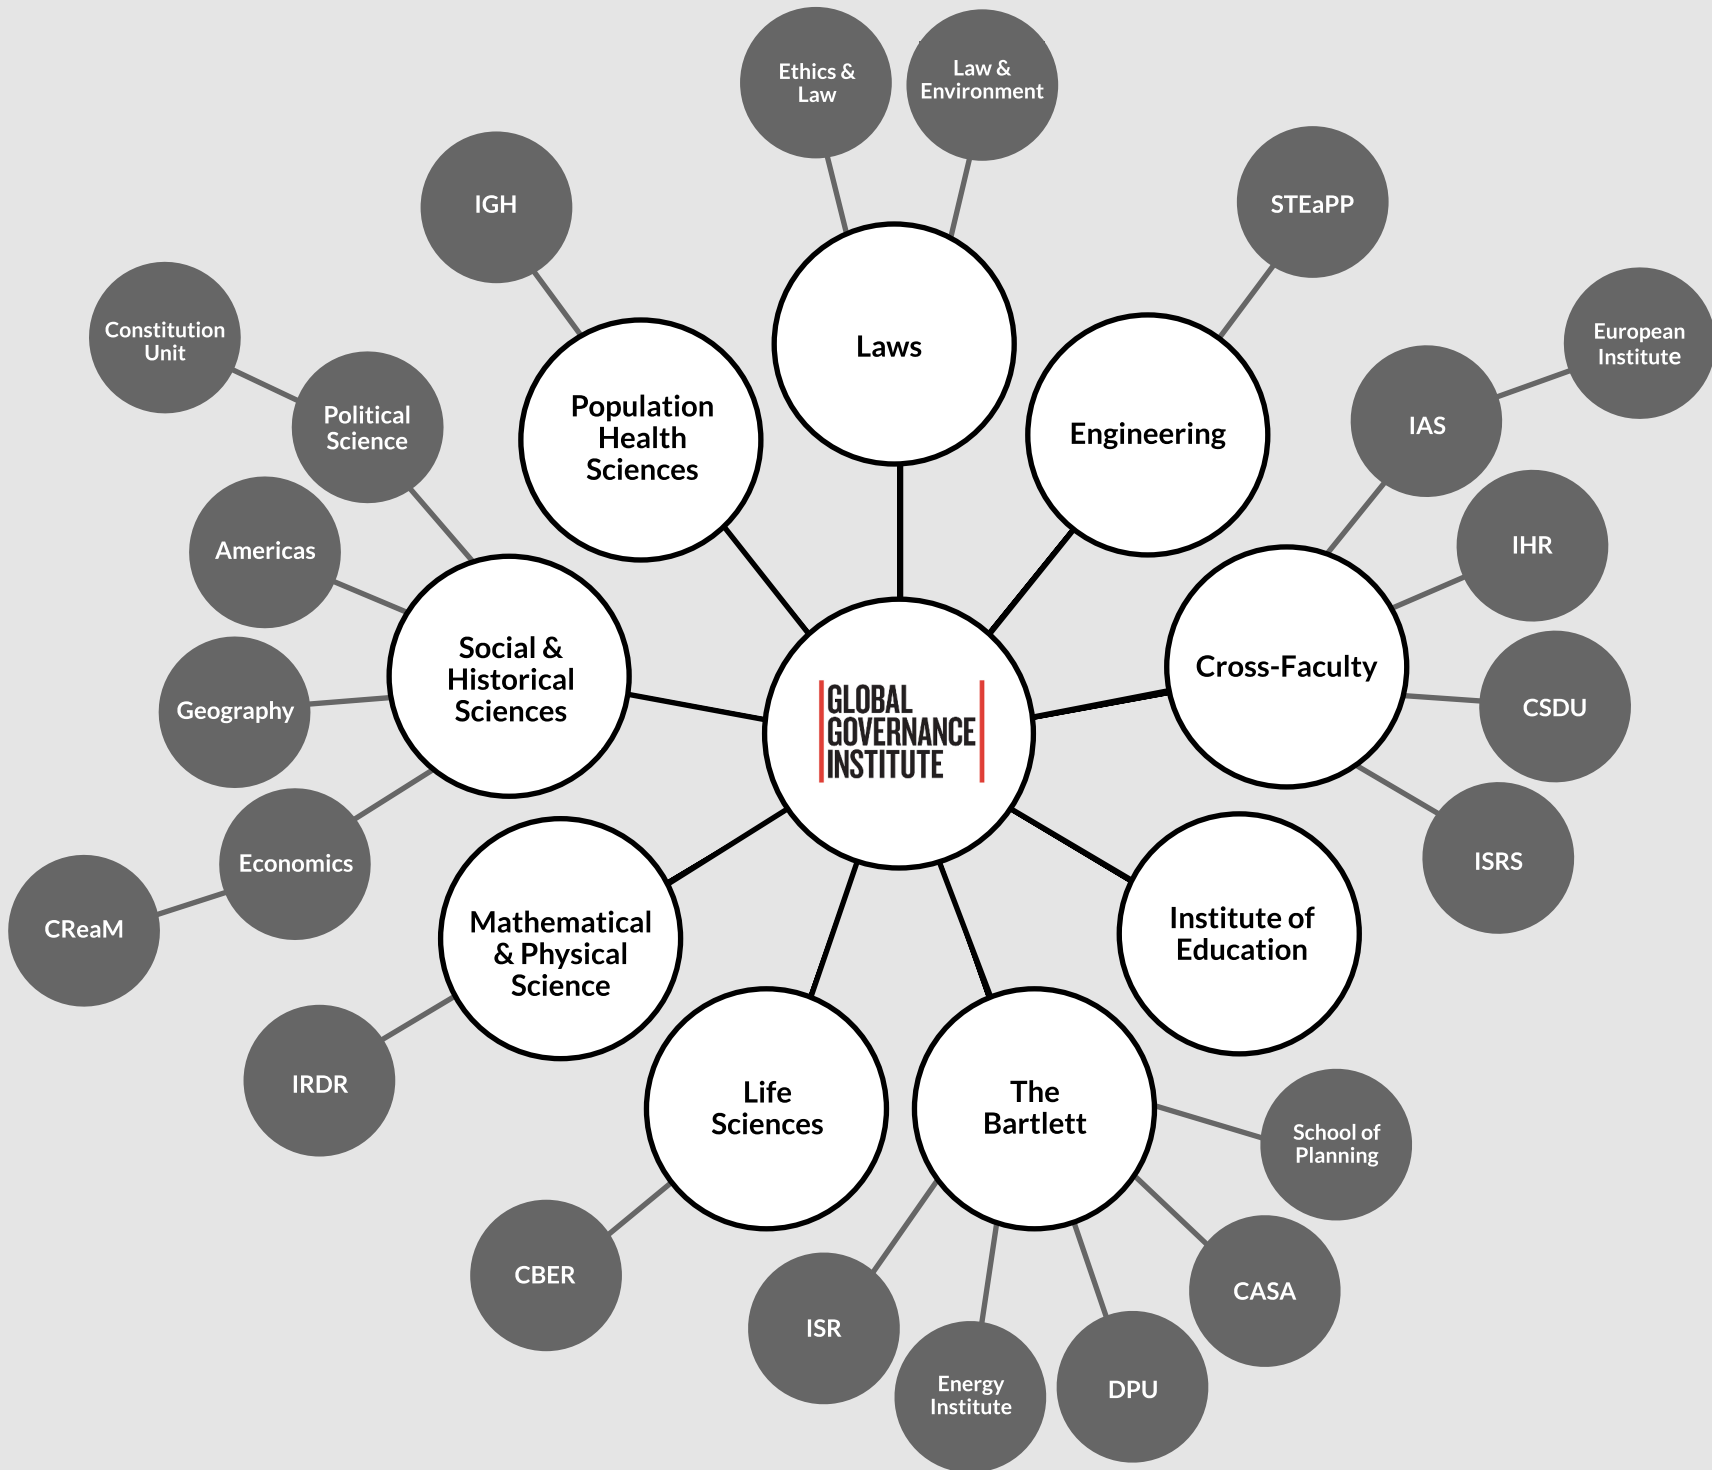 Ethics &
Law
Law &
Environment
IGH
STEaPP
Constitution
Unit
European
Institute
Laws
Population
Health
Sciences
Political
Science
Engineering
IAS
Americas
IHR
Social &
Historical
Sciences
Cross-Faculty
Geography
GLOBAL
GOVERNANCE
INSTITUTE
CSDU
Economics
ISRS
CReaM
Mathematical
& Physical
Science
Institute of
Education
IRDR
Life
Sciences
The
Bartlett
School of
Planning
CBER
ISR
Energy
Institute
DPU
CASA